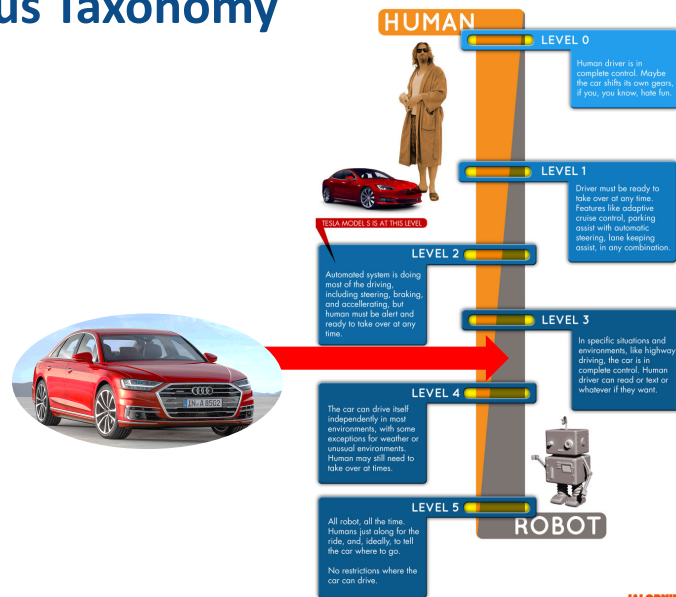 us Taxonomy
HUMAN
LEVEL 0
Human driver is in
complete control. Maybe
the car shifts its own gears,
if you, you know, hate fun.
LEVEL 1
Driver must be ready to
take over at any time.
Features like adaptive
cruise control, parking
assist with automatic
steering, lane keeping
assist, in any combination.
TESLA MODEL S IS AT THIS LEVEL
LEVEL 2
Automated system is doing
most of the driving,
including steering, braking,
and accellerating, but
human must be alert and
ready to take over at any
time.
LEVEL 3
In specific situations and
environments, like highway
driving, the car is in
complete control. Human
driver can read or text or
whatever if they want.
IN·A 8502
LEVEL 4
The car can drive itself
independently in most
environments, with some
exceptions for weather or
unusual environments.
Human may still need to
take over at times.
LEVEL 5
All robot, all the time.
Humans just along for the
ride, and, ideally, to tell
the car where to go.
No restrictions where the
car can drive.
ROBOT